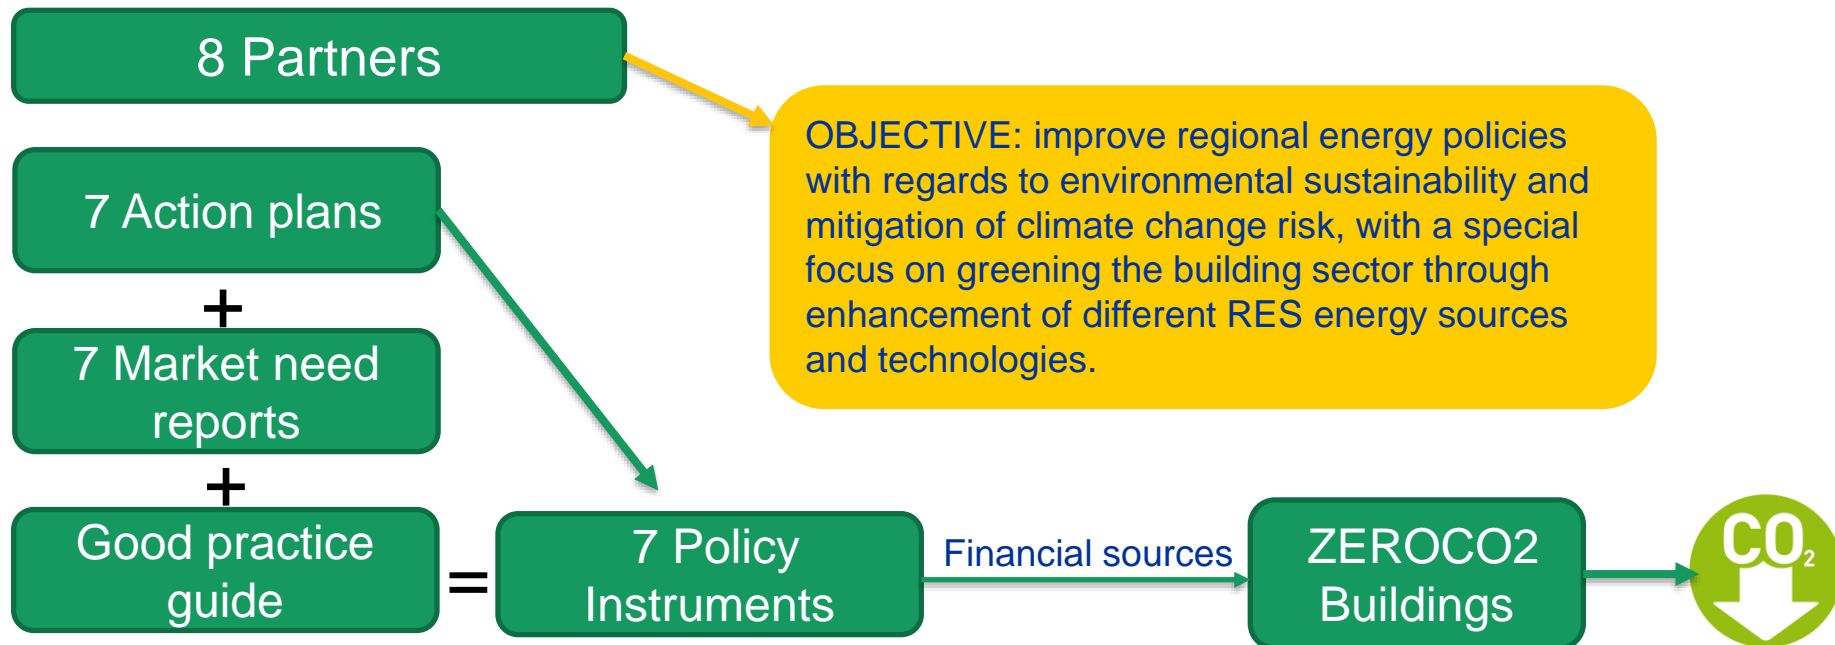 8 Partners
OBJECTIVE: improve regional energy policies
with regards to environmental sustainability and
mitigation of climate change risk, with a special
focus on greening the building sector through
enhancement of different RES energy sources
and technologies.
7 Action plans
+
7 Market need
reports
+
Good practice
guide
=
7 Policy
Instruments
Financial sources
ZEROCO2
Buildings
CO2